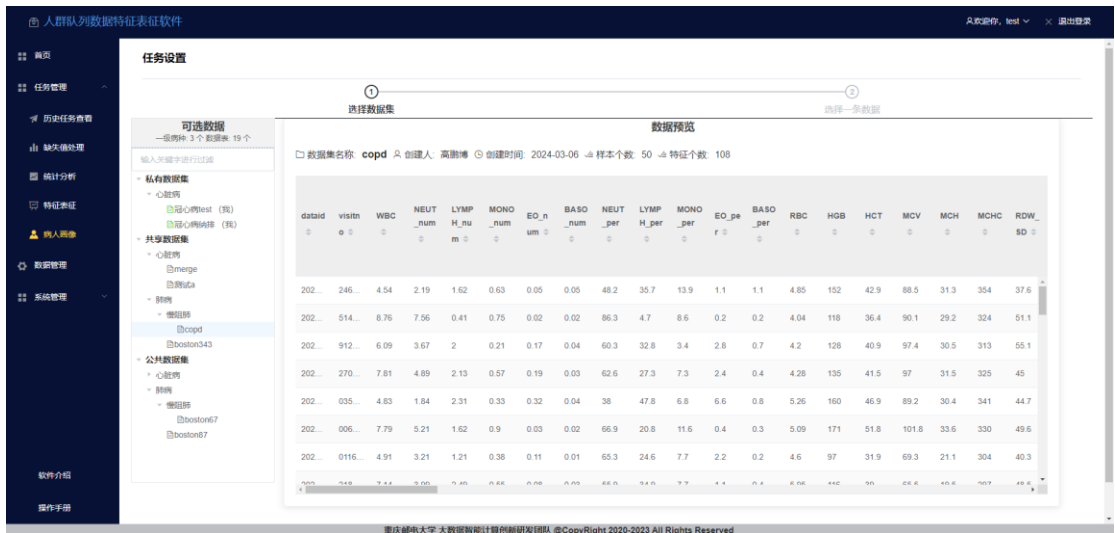 人群队列数据特征表征软件
欢迎你，test
退出登录
首页
任务管理
历史任务查看
缺失值处理
统计分析
特征表征
病人画像
数据管理
系统管理
软件介绍
操作手册
任务设置
1
选择数据集
2
选择一条数据
可选数据
一级病种: 3 个 数据表: 19 个
输入关键字进行过滤
私有数据集
心脏病
冠心病test （我）
冠心病纳排 （我）
共享数据集
心脏病
merge
肺病
慢阻肺
copd
boston343
公共数据集
心脏病
肺病
慢阻肺
boston67
boston87
数据预览
数据集名称: copd 创建人: 高鹏博 创建时间: 2024-03-06 样本个数: 50 特征个数: 108
dataid visitno WBC NEUT_num LYMPH_num MONO_num EO_num BASO_num NEUT_per LYMPH_per MONO_per EO_per BASO_per RBC HGB HCT MCV MCH MCHC RDW_SD
202... 246... 4.54 2.19 1.62 0.63 0.05 0.05 48.2 35.7 13.9 1.1 1.1 4.85 152 42.9 88.5 31.3 354 37.6
202... 514... 8.76 7.56 0.41 0.75 0.02 0.02 86.3 4.7 8.6 0.2 0.2 4.04 118 36.4 90.1 29.2 324 51.1
202... 912... 6.09 3.67 2 0.21 0.17 0.04 60.3 32.8 3.4 2.8 0.7 4.2 128 40.9 97.4 30.5 313 55.1
202... 270... 7.81 4.89 2.13 0.57 0.19 0.03 62.6 27.3 7.3 2.4 0.4 4.28 135 41.5 97 31.5 325 45
202... 035... 4.83 1.84 2.31 0.33 0.32 0.04 38 47.8 6.8 6.6 0.8 5.26 160 46.9 89.2 30.4 341 44.7
202... 006... 7.79 5.21 1.62 0.9 0.03 0.02 66.9 20.8 11.6 0.4 0.3 5.09 171 51.8 101.8 33.6 330 49.6
202... 0116... 4.91 3.21 1.21 0.38 0.11 0.01 65.3 24.6 7.7 2.2 0.2 4.6 97 31.9 69.3 21.1 304 40.3
重庆邮电大学 大数据智能计算创新研发团队 @CopyRight 2020-2023 All Rights Reserved